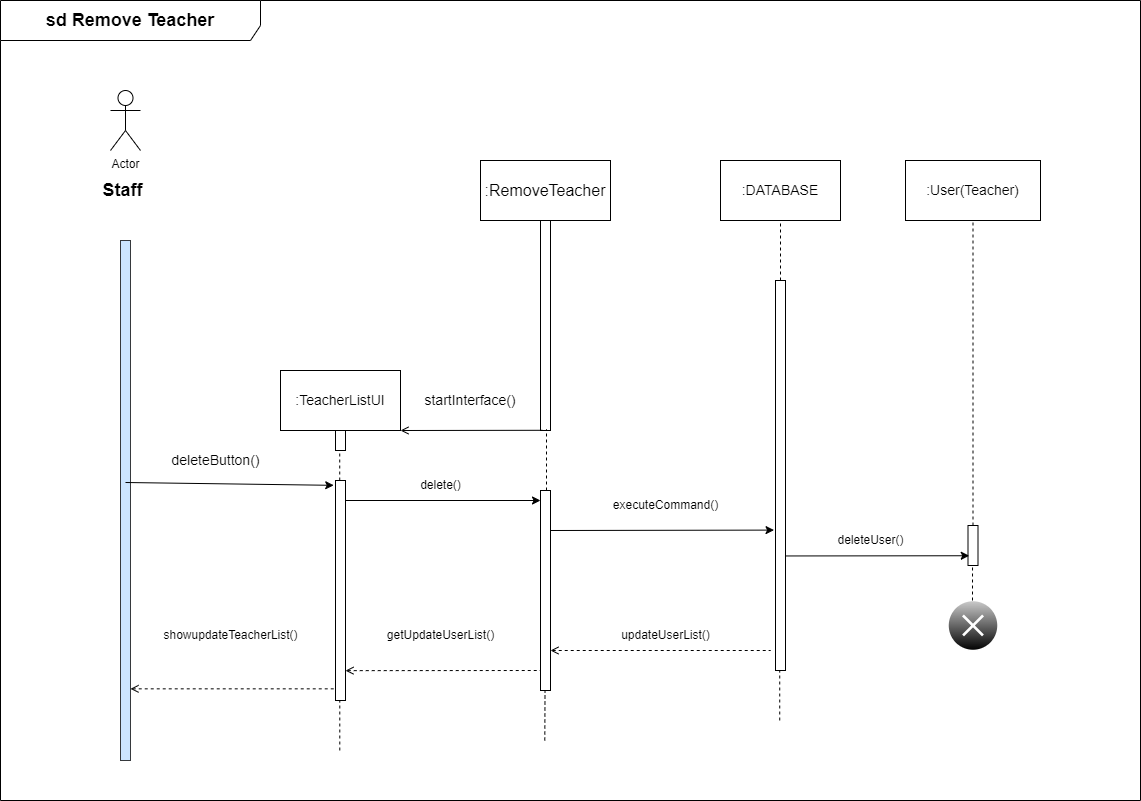 sd Remove Teacher
Actor
Staff
:RemoveTeacher
:DATABASE
:User(Teacher)
:TeacherListUI
startInterface()
deleteButton()
delete()
executeCommand()
deleteUser()
showupdateTeacherList()
getUpdateUserList()
updateUserList()